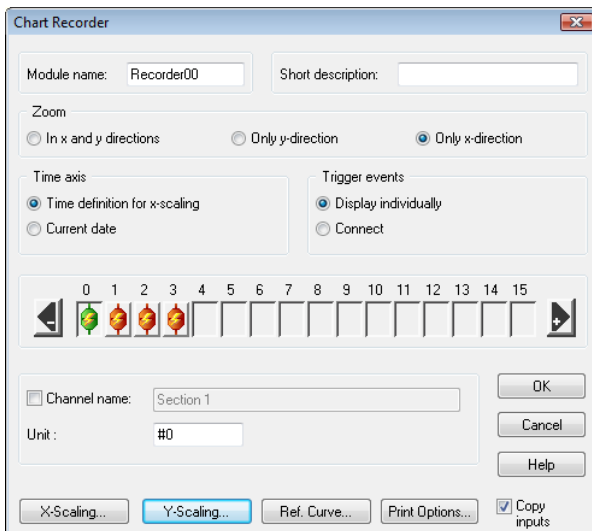 Chart Recorder
Module name: Recorder00 Short description:
Zoom
In x and y directions Only y-direction Only x-direction
Time axis Trigger events
Time definition for x-scaling Display individually
Current date Connect
0 1 2 3 4 5 6 7 8 9 10 11 12 13 14 15
- +
Channel name: Section 1
Unit : #0
OK
Cancel
Help
X-Scaling... Y-Scaling... Ref. Curve... Print Options... Copy inputs